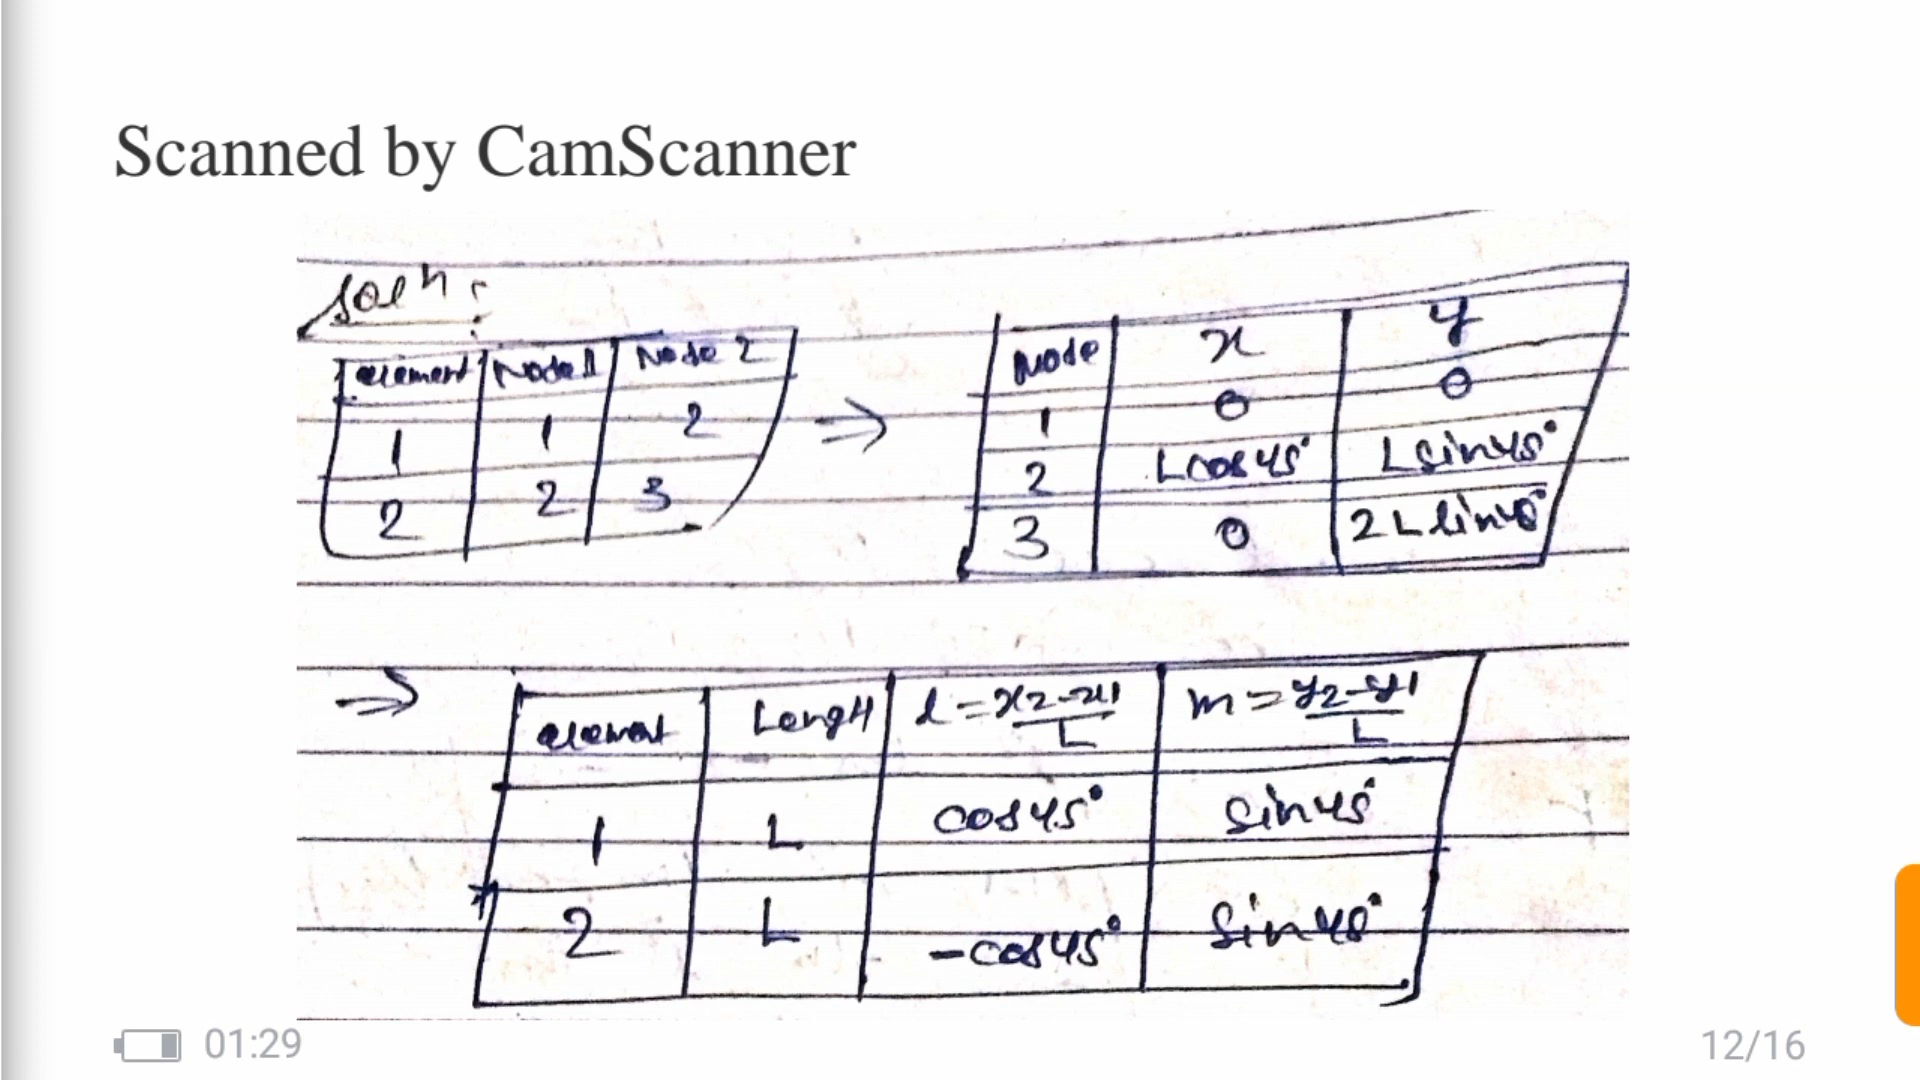 Scanned by CamScanner
Soln:
element Node 1 Node 2
1 1 2
2 2 3
⇒
Node x y
1 0 0
2 Lcos45° Lsin45°
3 0 2Lsin45°
⇒
element Length l=x2-x1/L m=y2-y1/L
1 L cos45° sin45°
2 L -cos45° sin45°
01:29
12/16